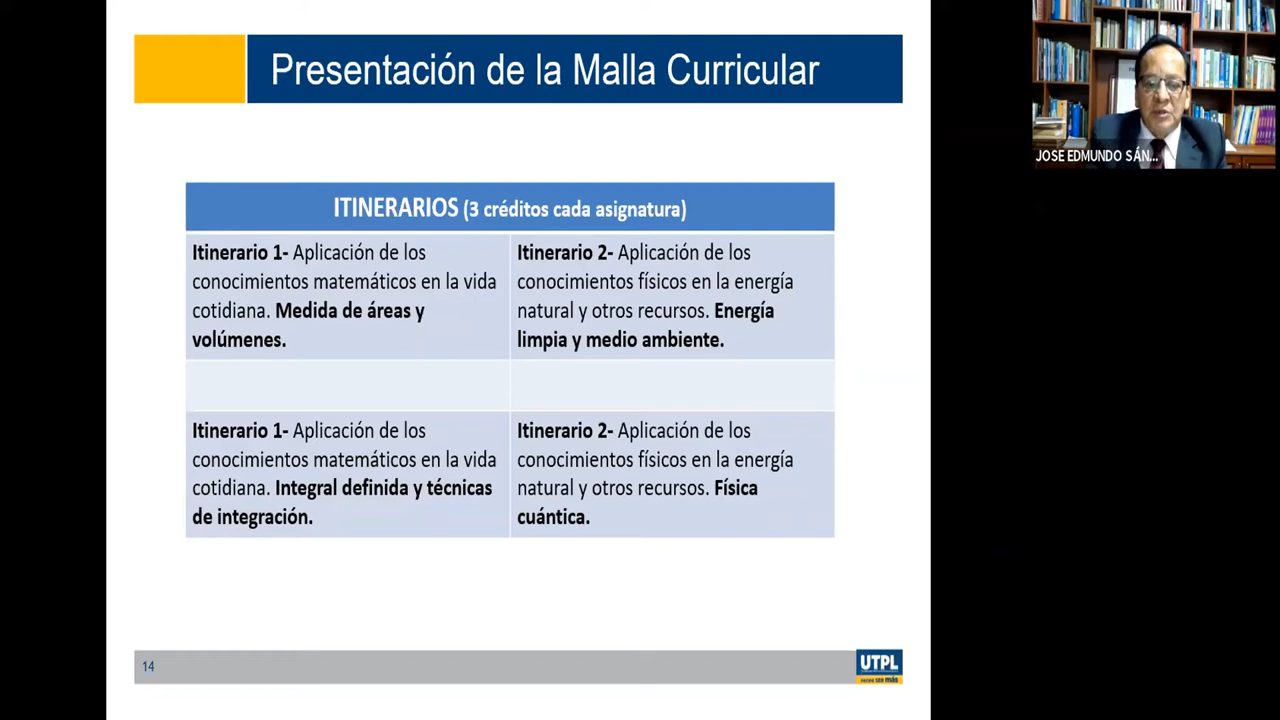 Presentación de la Malla Curricular
JOSE EDMUNDO SÁN...
ITINERARIOS (3 créditos cada asignatura)
Itinerario 1- Aplicación de los
conocimientos matemáticos en la vida
cotidiana. Medida de áreas y
volúmenes.
Itinerario 2- Aplicación de los
conocimientos físicos en la energía
natural y otros recursos. Energía
limpia y medio ambiente.
Itinerario 1- Aplicación de los
conocimientos matemáticos en la vida
cotidiana. Integral definida y técnicas
de integración.
Itinerario 2- Aplicación de los
conocimientos físicos en la energía
natural y otros recursos. Física
cuántica.
14
UTPL